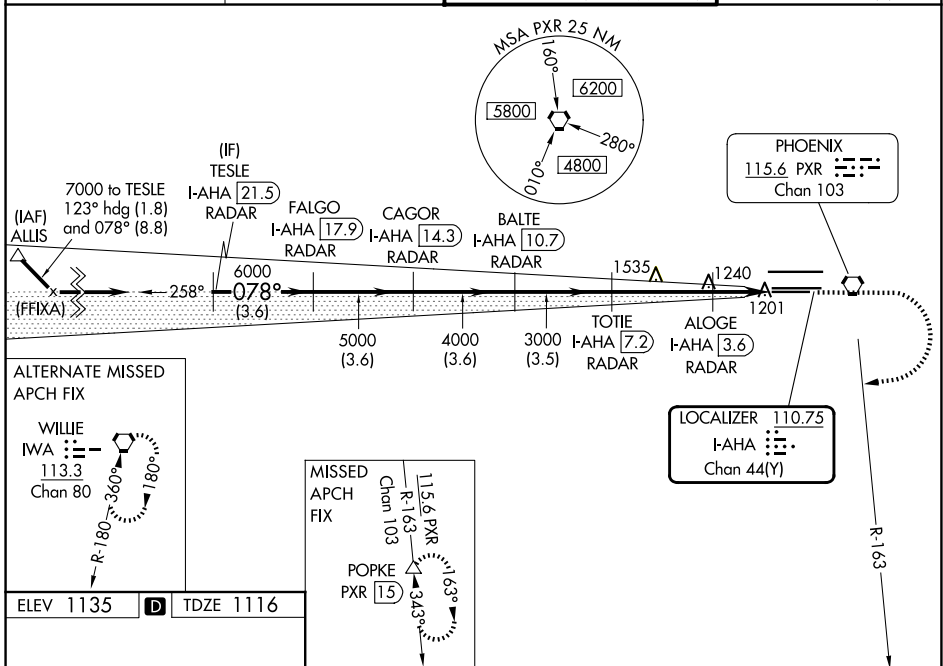 MSA PXR 25 NM
160°
6200
5800
280°
4800
010°
PHOENIX
115.6 PXR
Chan 103
(IF)
TESLE
I-AHA 21.5
RADAR
7000 to TESLE
123° hdg (1.8)
and 078° (8.8)
(IAF)
ALLIS
FALGO
I-AHA 17.9
RADAR
CAGOR
I-AHA 14.3
RADAR
BALTE
I-AHA 10.7
RADAR
1535
1240
6000
258°
078°
(3.6)
(FFIXA)
1201
5000
(3.6)
4000
(3.6)
3000
(3.5)
TOTIE
I-AHA 7.2
RADAR
ALOGE
I-AHA 3.6
RADAR
ALTERNATE MISSED
APCH FIX
WILLIE
IWA
113.3
Chan 80
360°
180°
R-180
LOCALIZER 110.75
I-AHA
Chan 44(Y)
MISSED
APCH
FIX
115.6 PXR
Chan 103
R-163
POPKE
PXR 15
163°
343°
R-163
ELEV 1135 D TDZE 1116